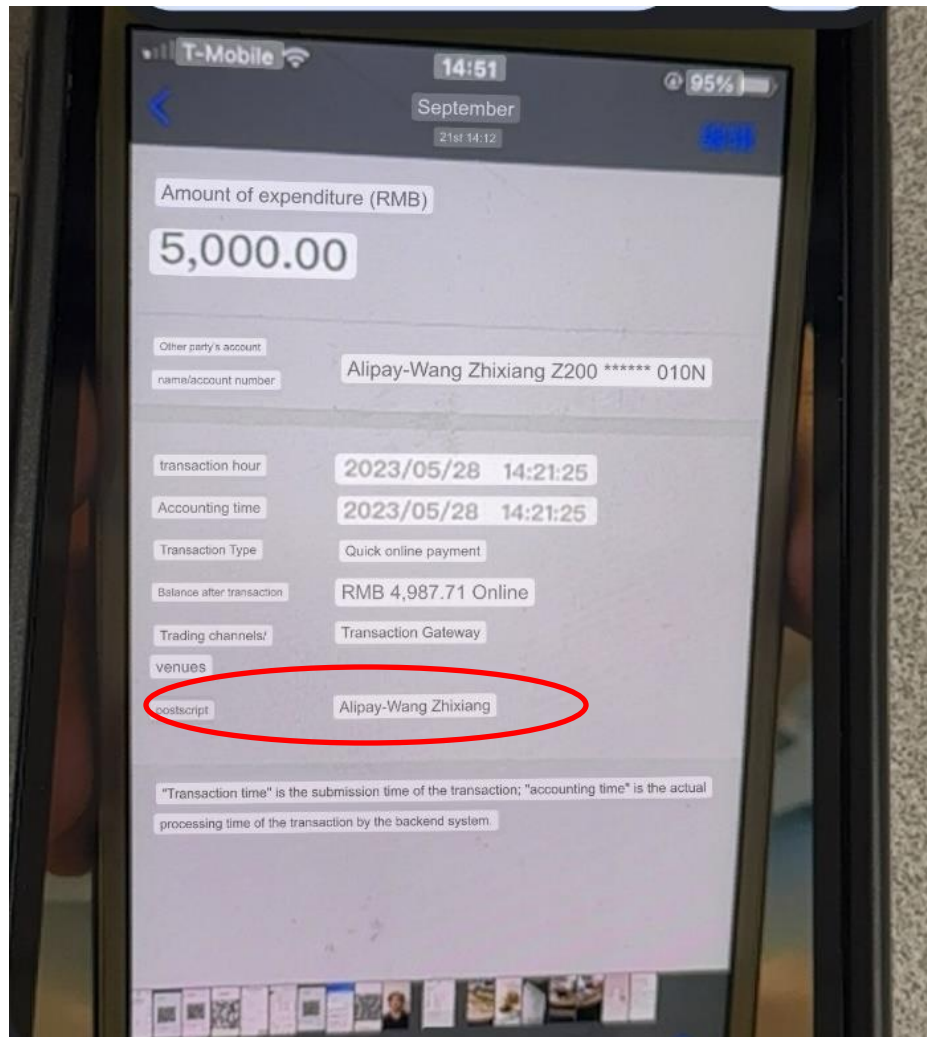 T-Mobile
14:51
95%
September
21st 14:12
Amount of expenditure (RMB)
5,000.00
Other party's account
name/account number
Alipay-Wang Zhixiang Z200 ****** 010N
transaction hour
2023/05/28 14:21:25
Accounting time
2023/05/28 14:21:25
Transaction Type
Quick online payment
Balance after transaction
RMB 4,987.71 Online
Trading channels/
Transaction Gateway
venues
postscript
Alipay-Wang Zhixiang
"Transaction time" is the submission time of the transaction; "accounting time" is the actual
processing time of the transaction by the backend system.